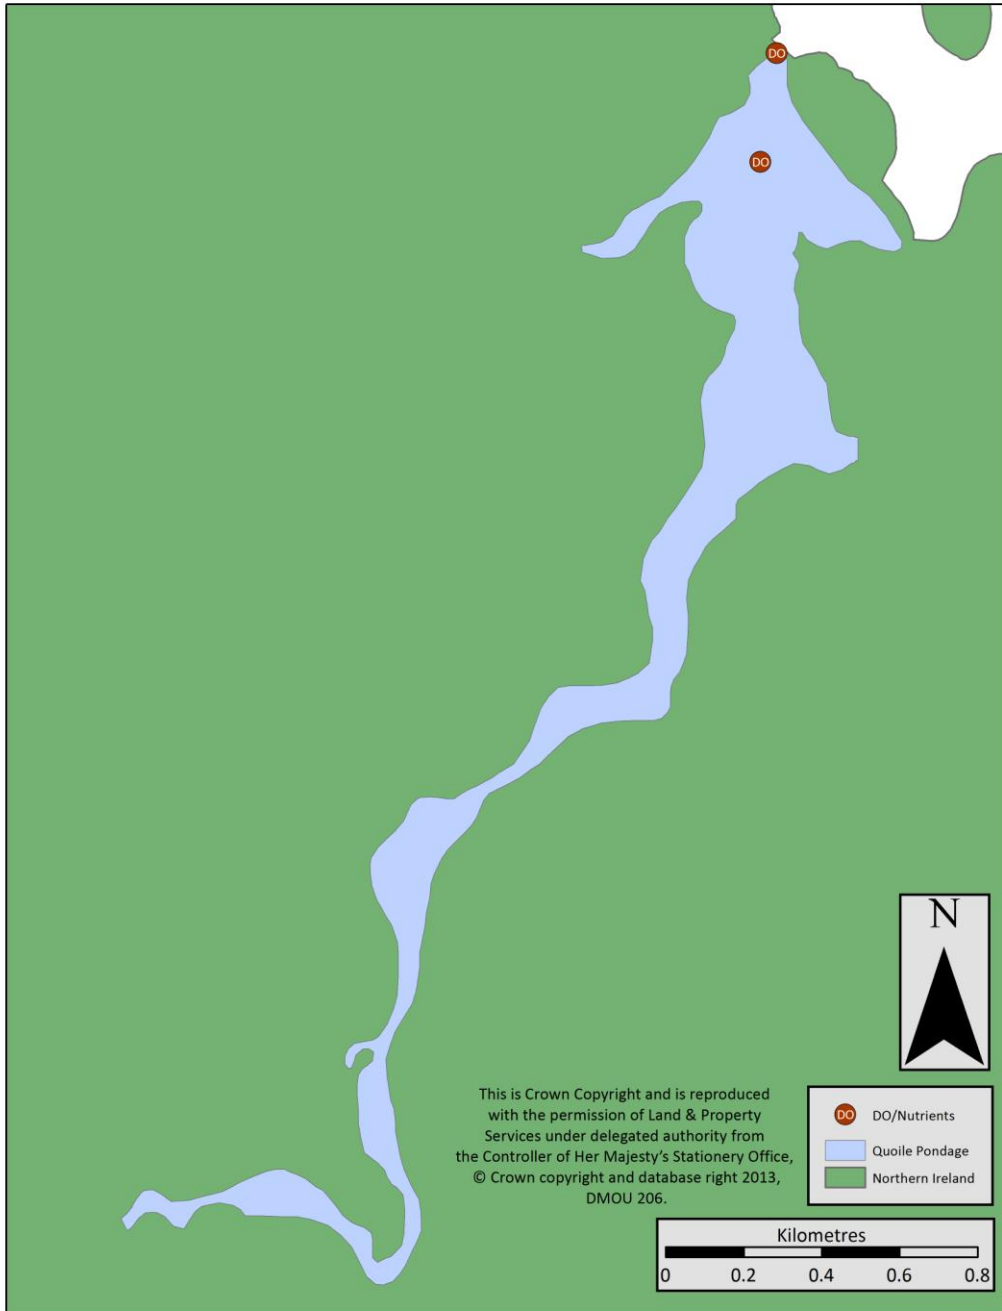 DO
DO
N
This is Crown Copyright and is reproduced
with the permission of Land & Property
Services under delegated authority from
the Controller of Her Majesty's Stationery Office,
© Crown copyright and database right 2013,
DMOU 206.
DO DO/Nutrients
Quoile Pondage
Northern Ireland
Kilometres
0 0.2 0.4 0.6 0.8